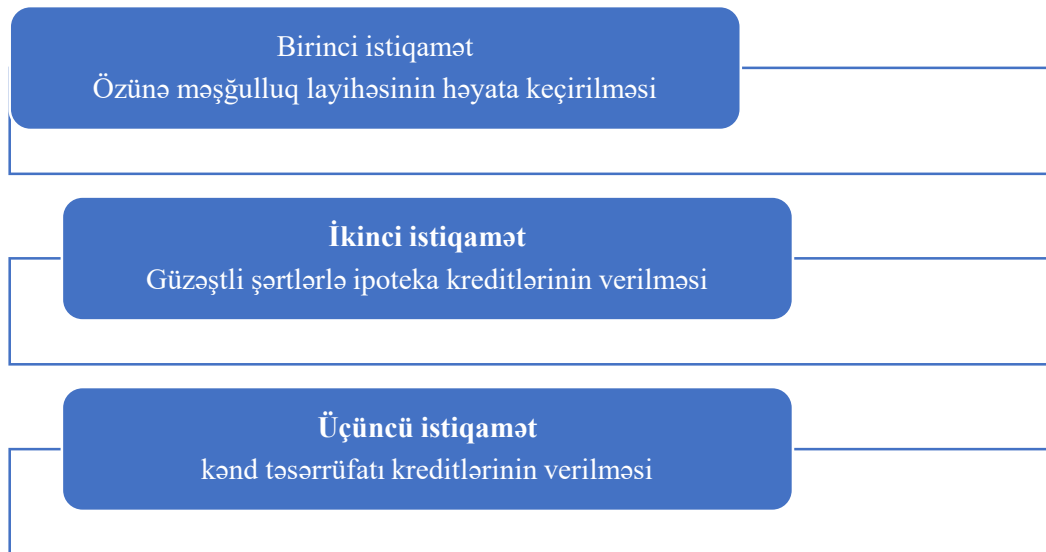 Birinci istiqamət
Özünə məşğulluq layihəsinin həyata keçirilməsi
İkinci istiqamət
Güzəştli şərtlərlə ipoteka kreditlərinin verilməsi
Üçüncü istiqamət
kənd təsərrüfatı kreditlərinin verilməsi